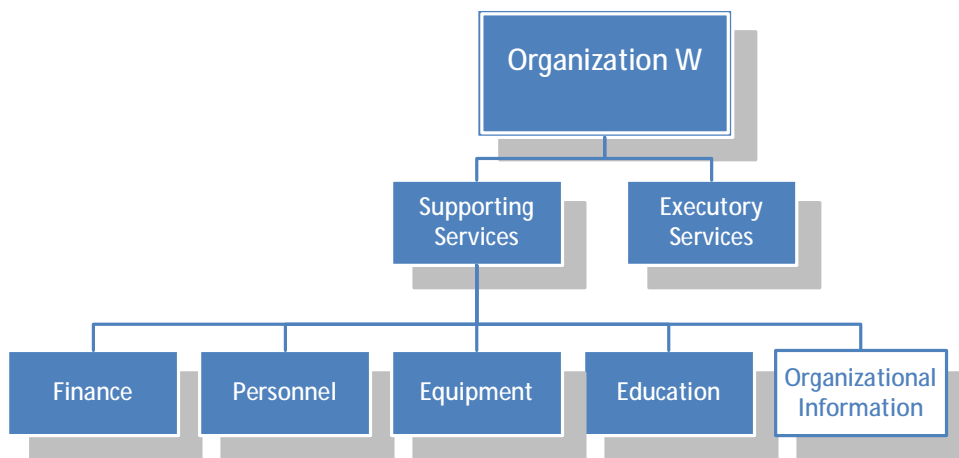 Organization W
Supporting
Services
Executory
Services
Finance
Personnel
Equipment
Education
Organizational
Information